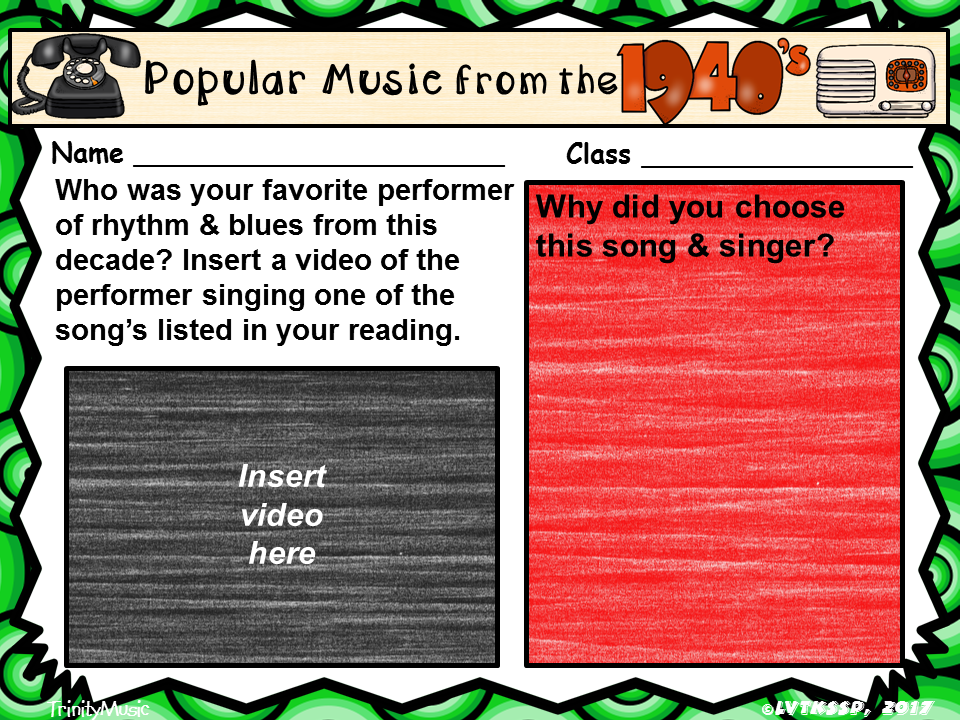 Popular Music from the 1940's
Name ______________________ Class ________________
Who was your favorite performer
of rhythm & blues from this
decade? Insert a video of the
performer singing one of the
song's listed in your reading.
Insert
video
here
Why did you choose
this song & singer?
TrinityMusic
©LVTKSSP, 2017